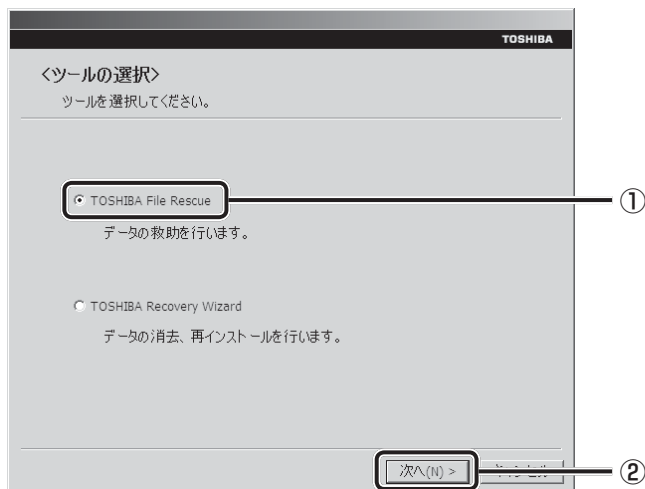 TOSHIBA
<ツールの選択>
ツールを選択してください。
TOSHIBA File Rescue
①
データの救助を行います。
TOSHIBA Recovery Wizard
データの消去、再インストールを行います。
次へ(N) >
②